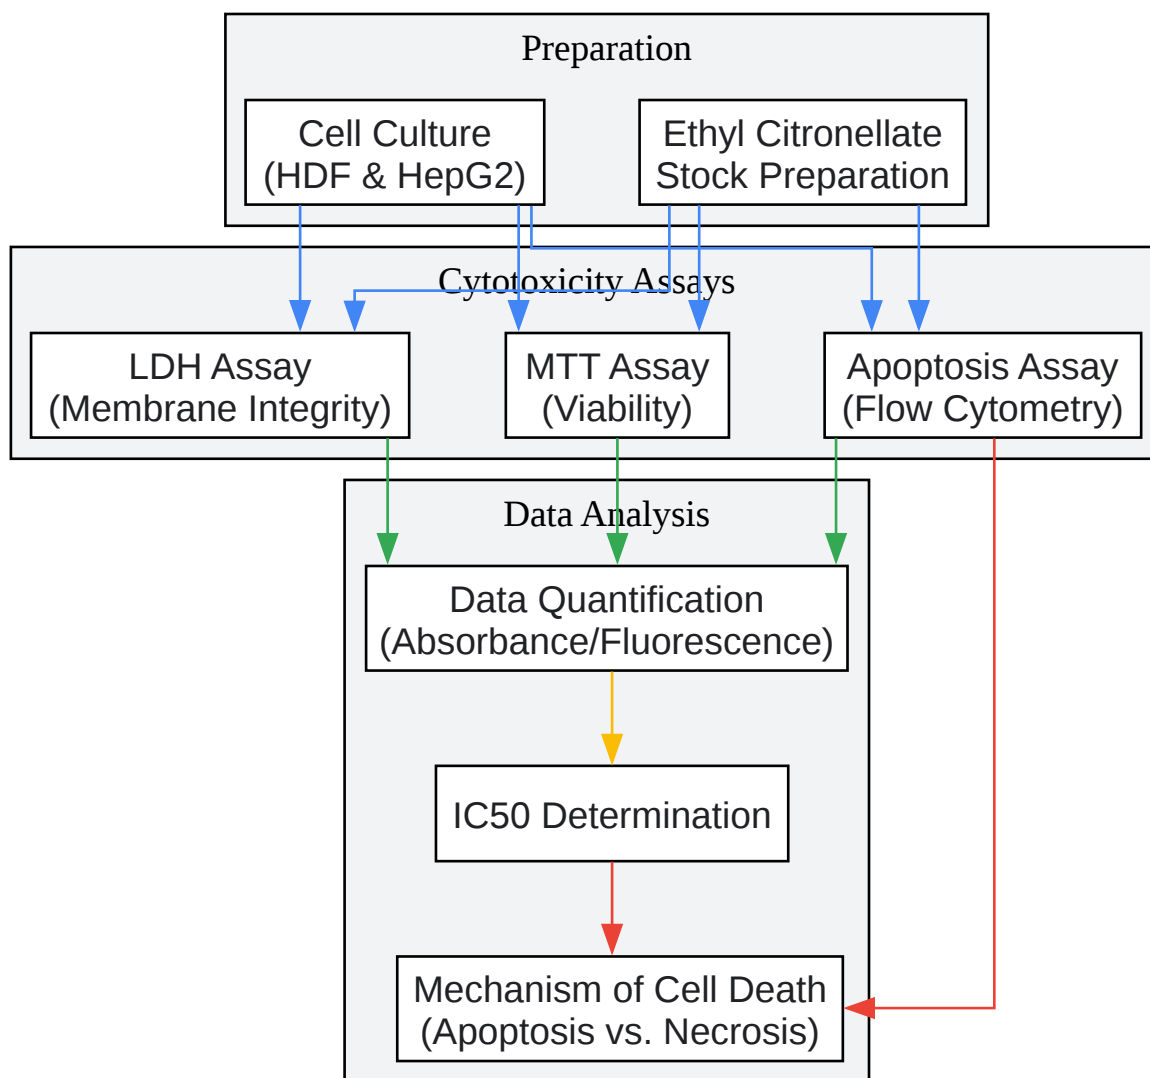 Preparation
Cell Culture
(HDF & HepG2)
Ethyl Citronellate
Stock Preparation
Cytotoxicity Assays
LDH Assay
(Membrane Integrity)
MTT Assay
(Viability)
Apoptosis Assay
(Flow Cytometry)
Data Analysis
Data Quantification
(Absorbance/Fluorescence)
IC50 Determination
Mechanism of Cell Death
(Apoptosis vs. Necrosis)